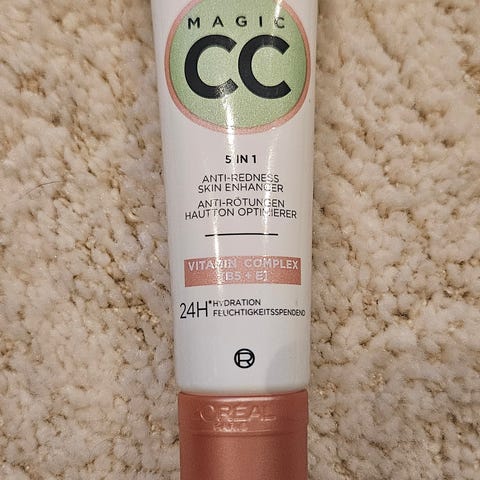 MAGIC
CC
5 IN 1
ANTI-REDNESS
SKIN ENHANCER
ANTI-RÖTUNGEN
HAUTTON OPTIMIERER
VITAMIN COMPLEX
[B5 + E]
24H*HYDRATION
FEUCHTIGKEITSSPENDEND
R
L'ORÉAL
PARIS